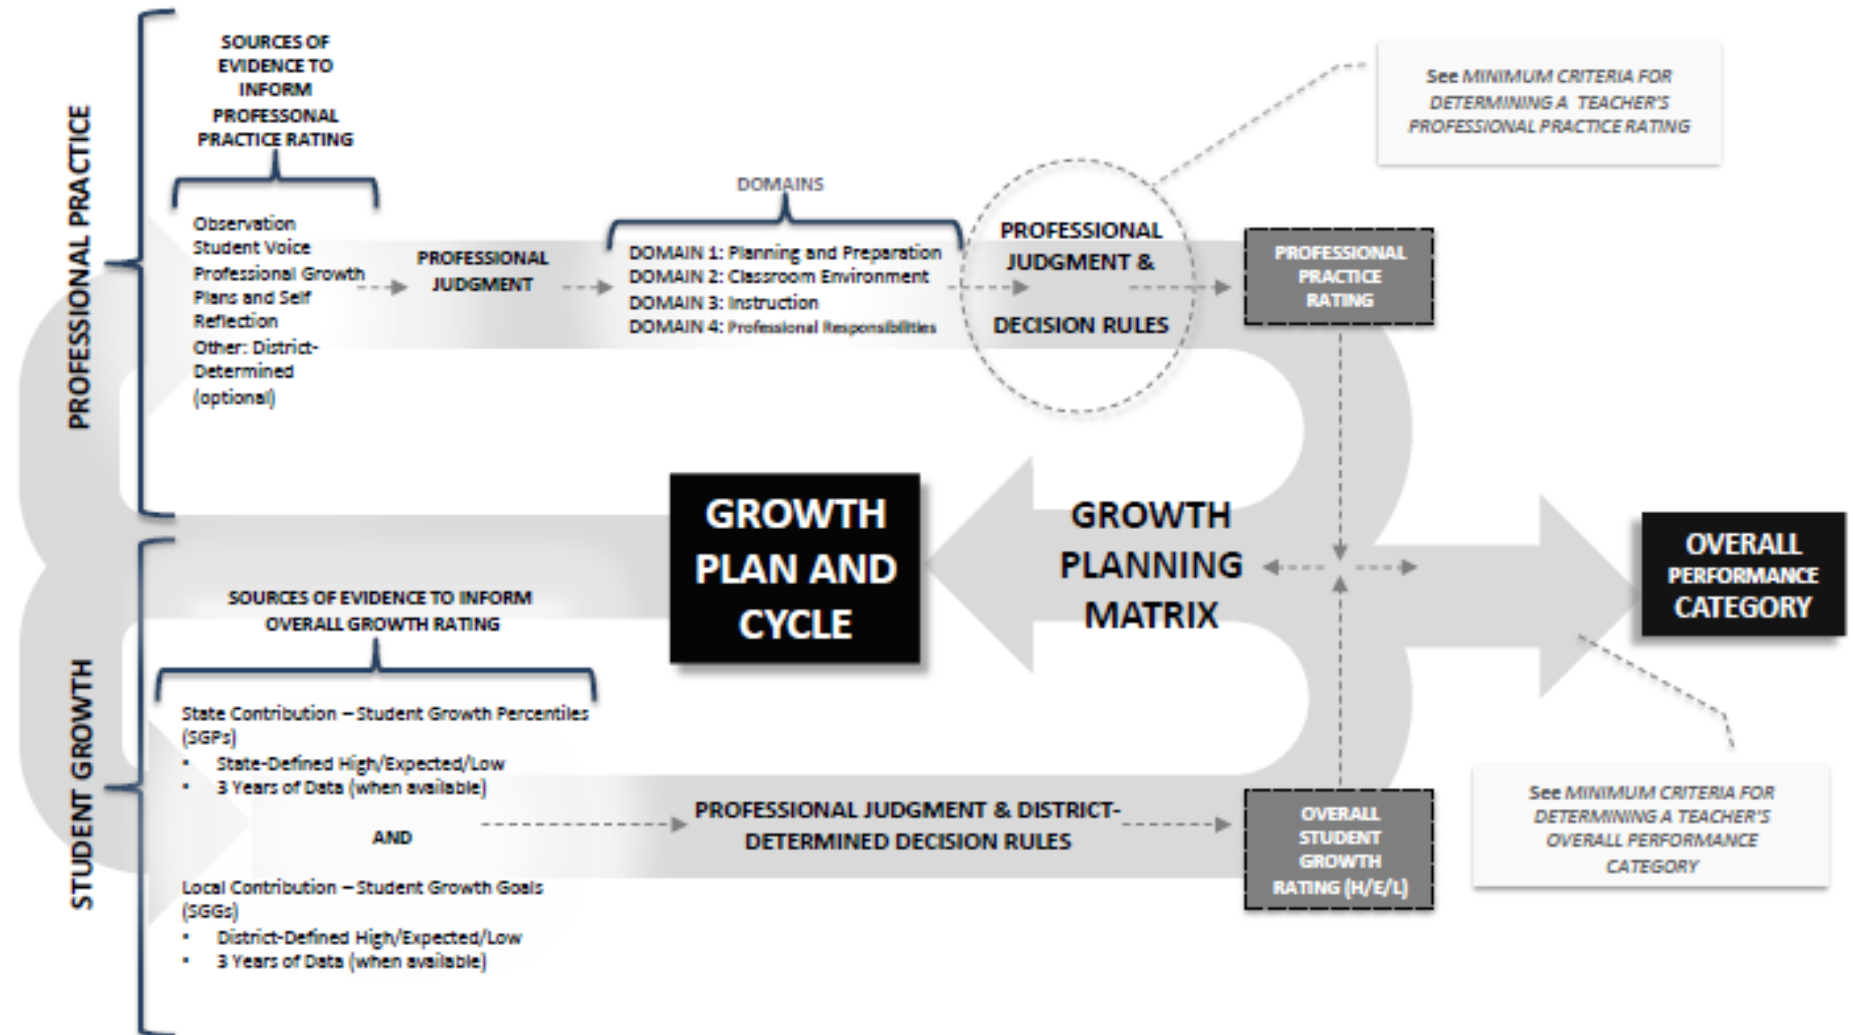 PROFESSIONAL PRACTICE
SOURCES OF
EVIDENCE TO
INFORM
PROFESSIONAL
PRACTICE RATING
Observation
Student Voice
Professional Growth
Plans and Self
Reflection
Other: District-
Determined
(optional)
PROFESSIONAL
JUDGMENT
DOMAINS
DOMAIN 1: Planning and Preparation
DOMAIN 2: Classroom Environment
DOMAIN 3: Instruction
DOMAIN 4: Professional Responsibilities
PROFESSIONAL
JUDGMENT &
DECISION RULES
See MINIMUM CRITERIA FOR
DETERMINING A TEACHER'S
PROFESSIONAL PRACTICE RATING
PROFESSIONAL
PRACTICE
RATING
GROWTH
PLAN AND
CYCLE
GROWTH
PLANNING
MATRIX
OVERALL
PERFORMANCE
CATEGORY
STUDENT GROWTH
SOURCES OF EVIDENCE TO INFORM
OVERALL GROWTH RATING
State Contribution – Student Growth Percentiles
(SGPs)
▪ State-Defined High/Expected/Low
▪ 3 Years of Data (when available)
AND
Local Contribution – Student Growth Goals
(SGGs)
▪ District-Defined High/Expected/Low
▪ 3 Years of Data (when available)
PROFESSIONAL JUDGMENT & DISTRICT-
DETERMINED DECISION RULES
OVERALL
STUDENT
GROWTH
RATING (H/E/L)
See MINIMUM CRITERIA FOR
DETERMINING A TEACHER'S
OVERALL PERFORMANCE
CATEGORY